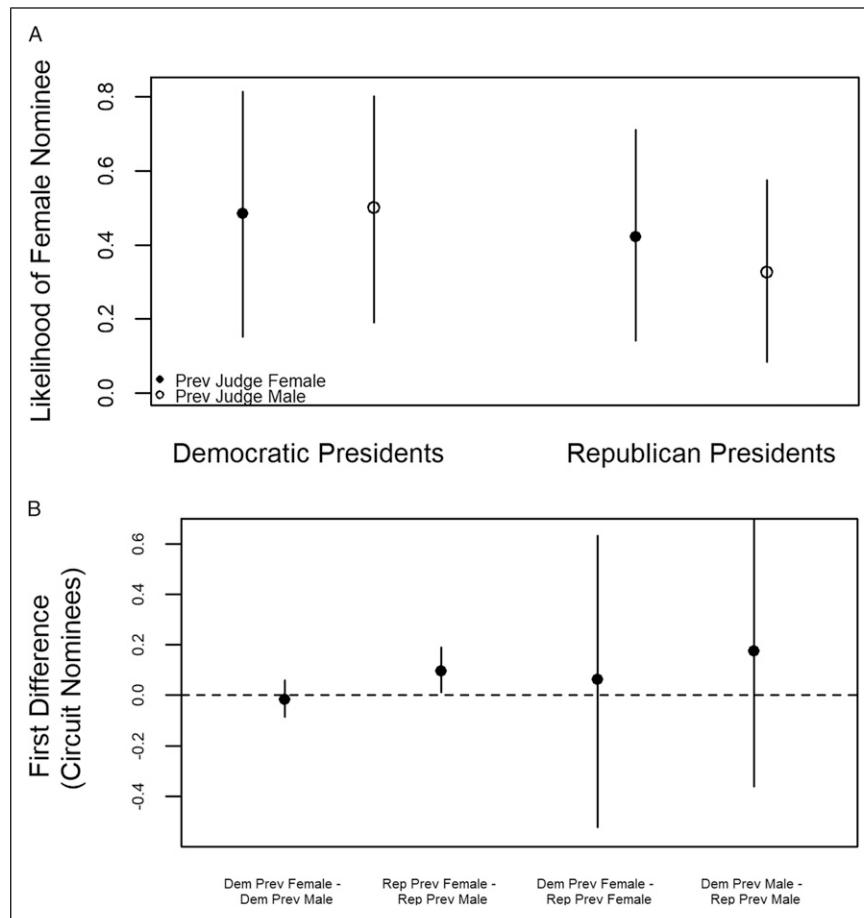 A
Likelihood of Female Nominee
0.8
0.6
0.4
0.2
0.0
Prev Judge Female
Prev Judge Male
Democratic Presidents
Republican Presidents
B
First Difference
(Circuit Nominees)
0.6
0.4
0.2
0.0
-0.2
-0.4
Dem Prev Female -
Dem Prev Male
Rep Prev Female -
Rep Prev Male
Dem Prev Female -
Rep Prev Female
Dem Prev Male -
Rep Prev Male